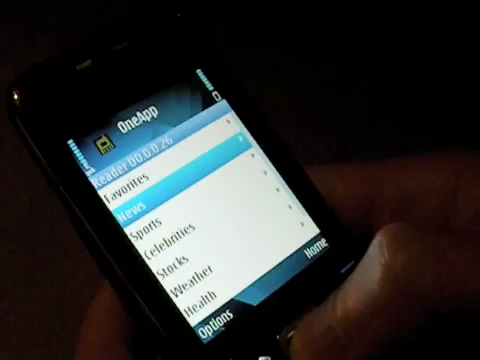 OneApp
Reader 00.0.0.26
Favorites
News
Sports
Celebrities
Stocks
Weather
Health
Options
Home